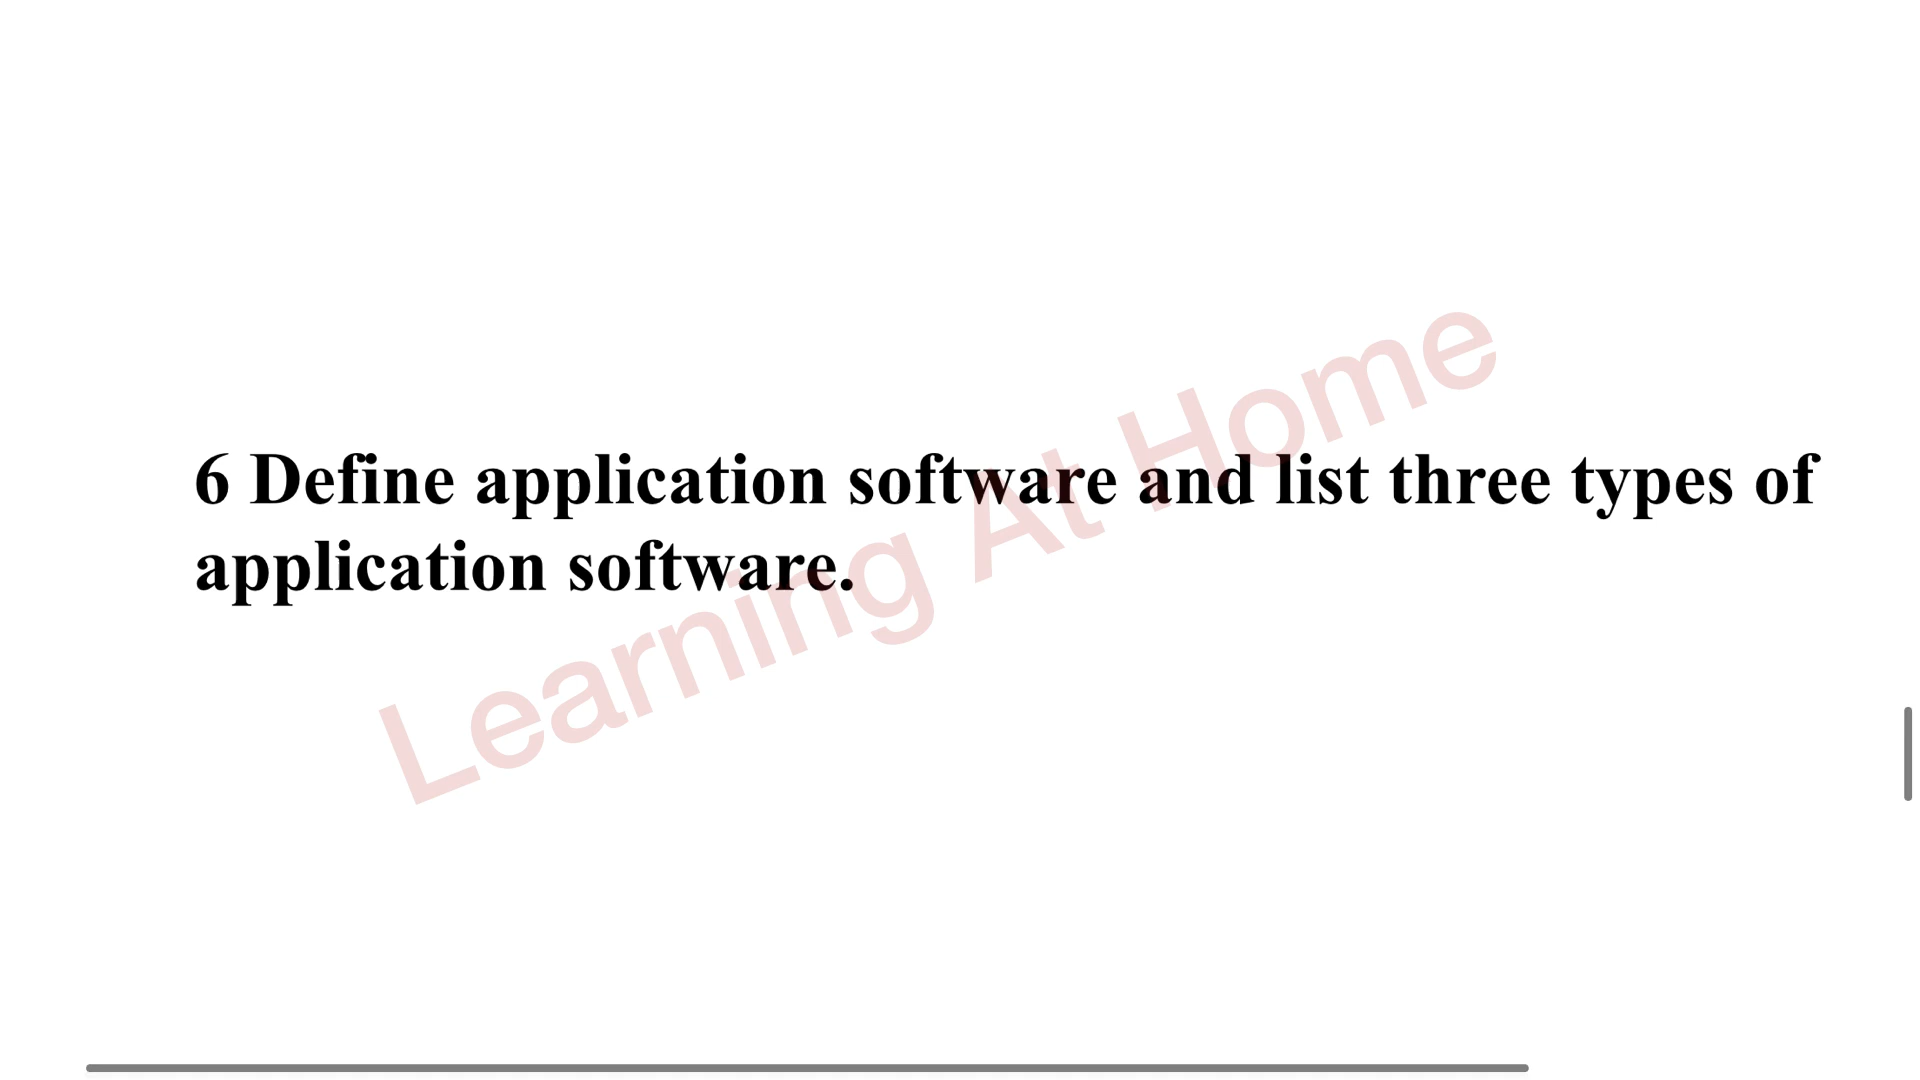 6 Define application software and list three types of
application software.
Learning At Home